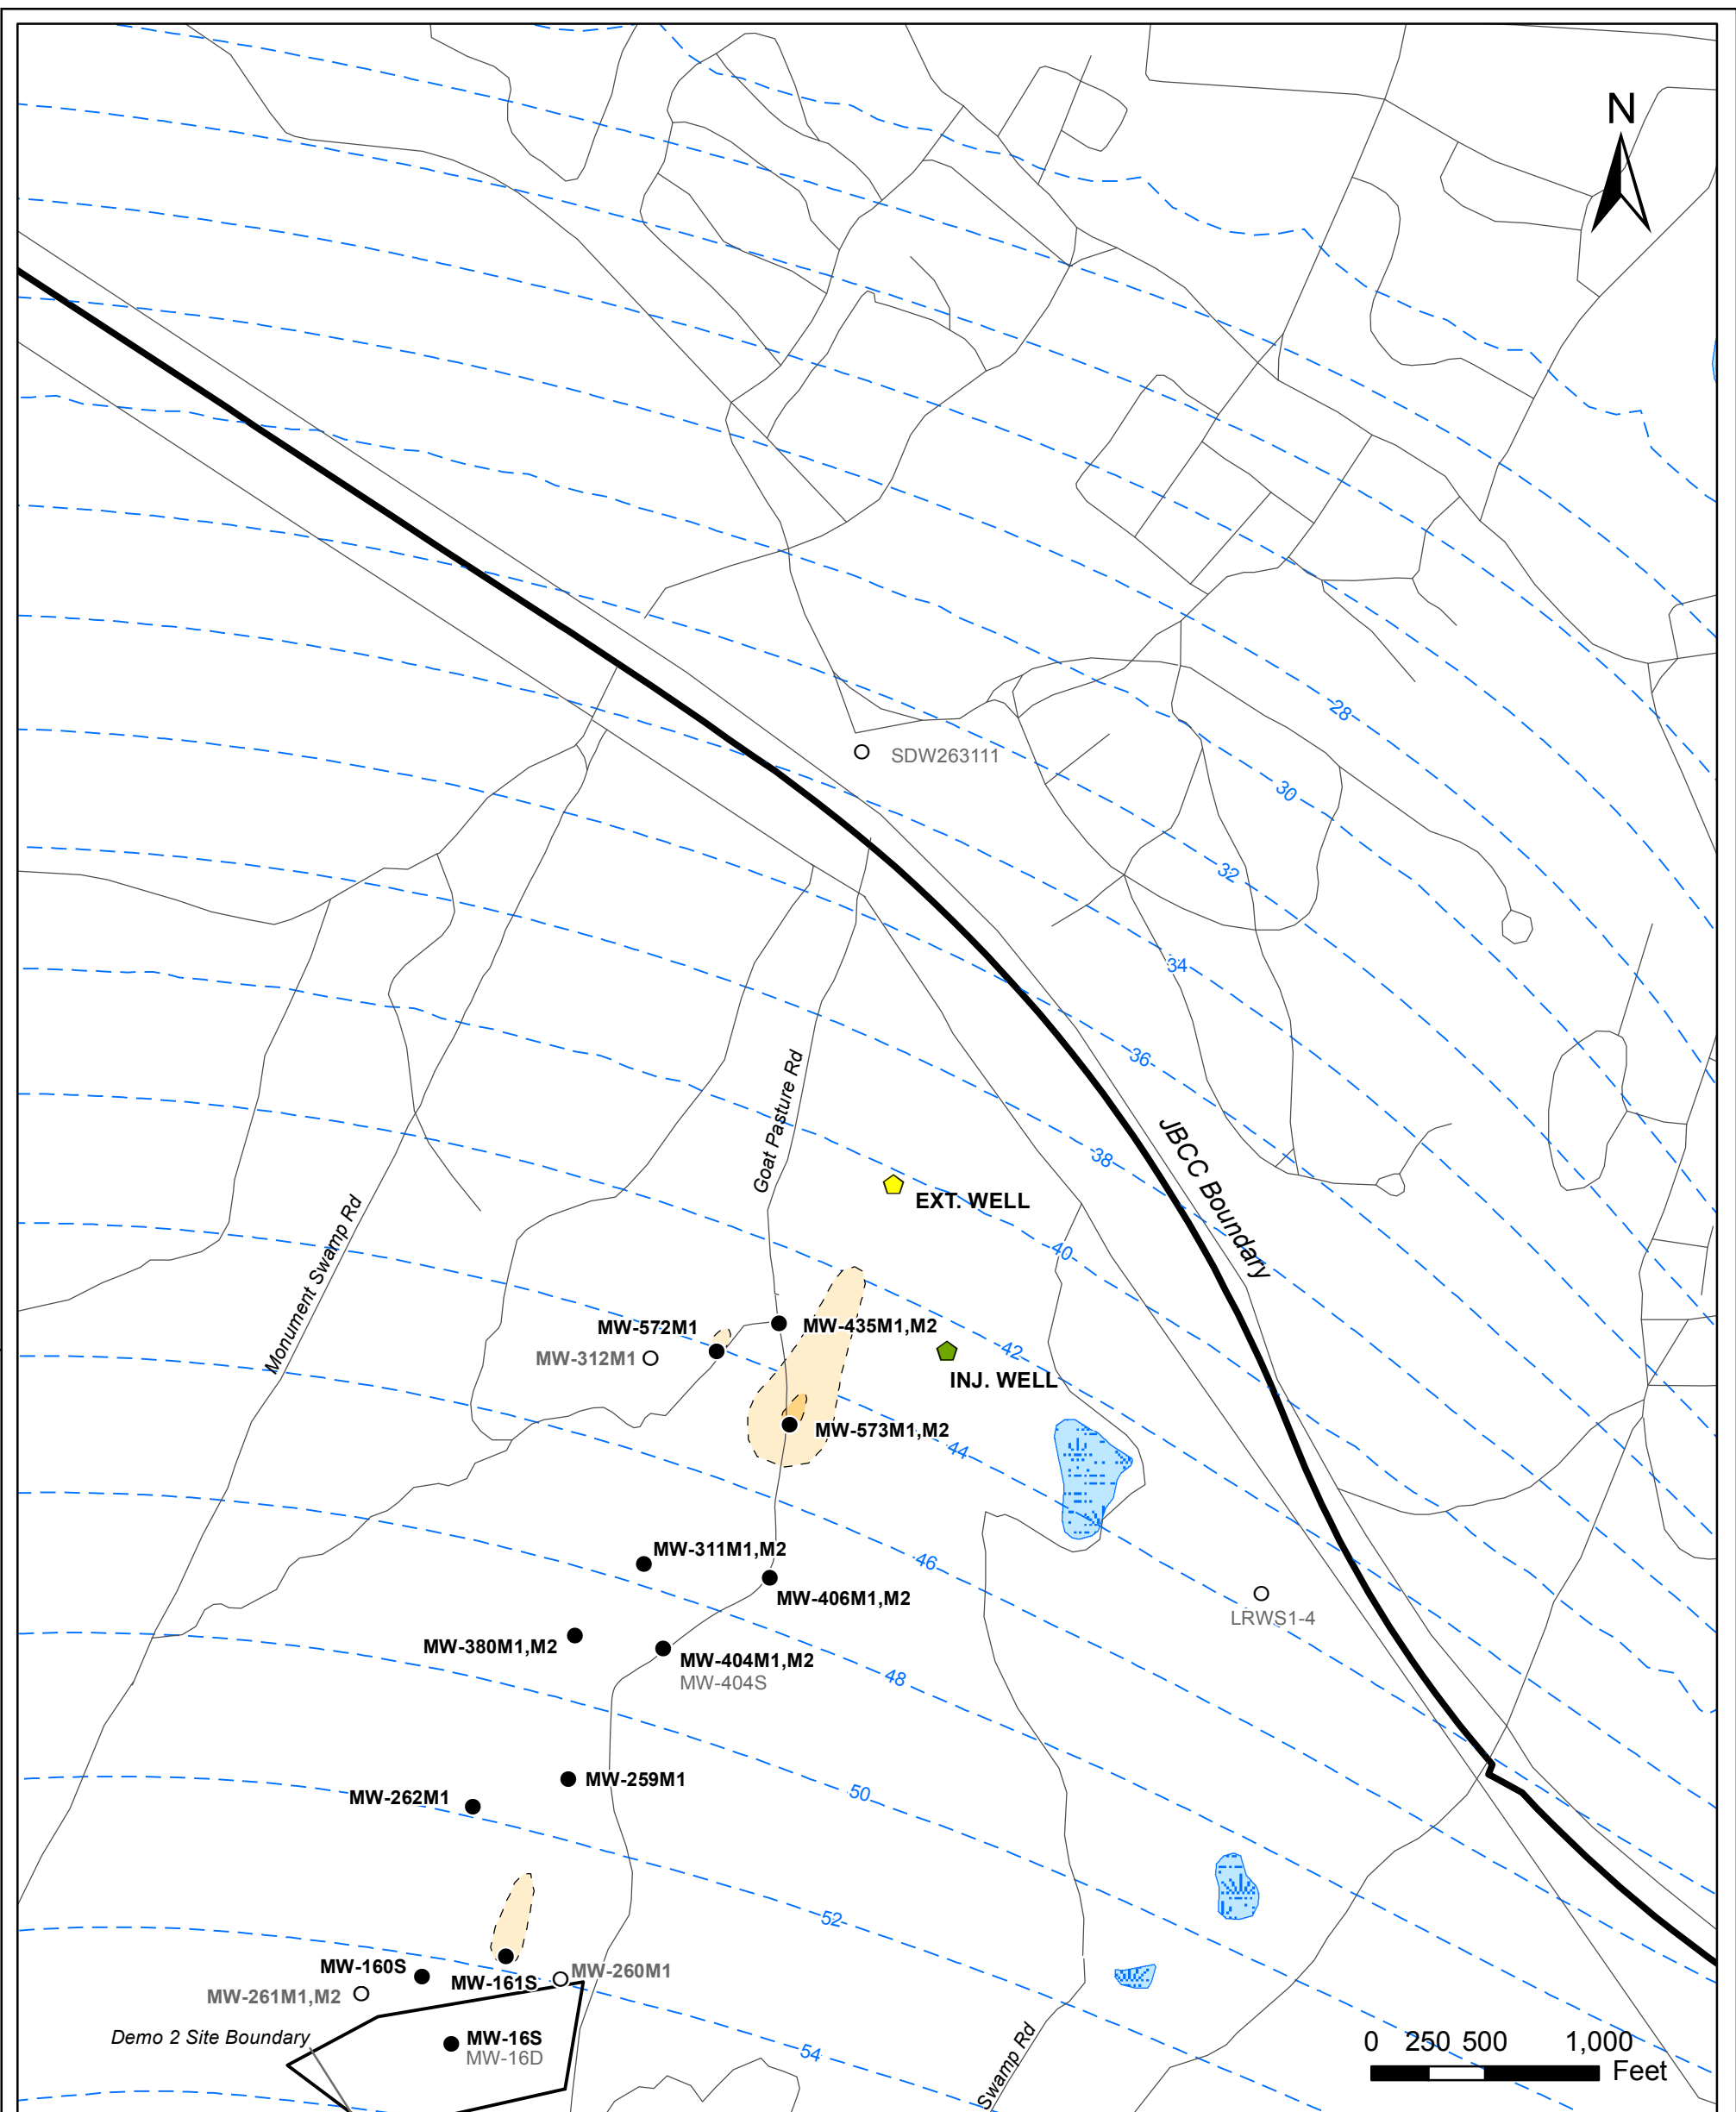 N
28
SDW263111
30
32
34
36
Goat Pasture Rd
38
JBCC Boundary
EXT. WELL
Monument Swamp Rd
40
MW-572M1
MW-435M1,M2
MW-312M1
42
INJ. WELL
MW-573M1,M2
44
MW-311M1,M2
46
MW-406M1,M2
LRWS1-4
MW-380M1,M2
MW-404M1,M2
MW-404S
48
MW-259M1
50
MW-262M1
52
MW-160S
MW-161S
MW-260M1
MW-261M1,M2
Demo 2 Site Boundary
MW-16S
MW-16D
54
Swamp Rd
0 250 500 1,000
Feet